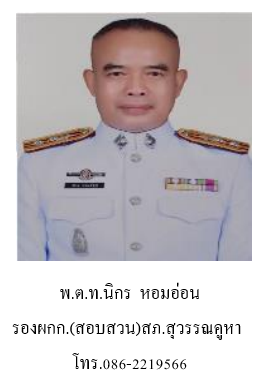 พ.ต.ท.นิกร หอมอ่อน
รองผกก.(สอบสวน)สภ.สุวรรณคูหา
โทร.086-2219566